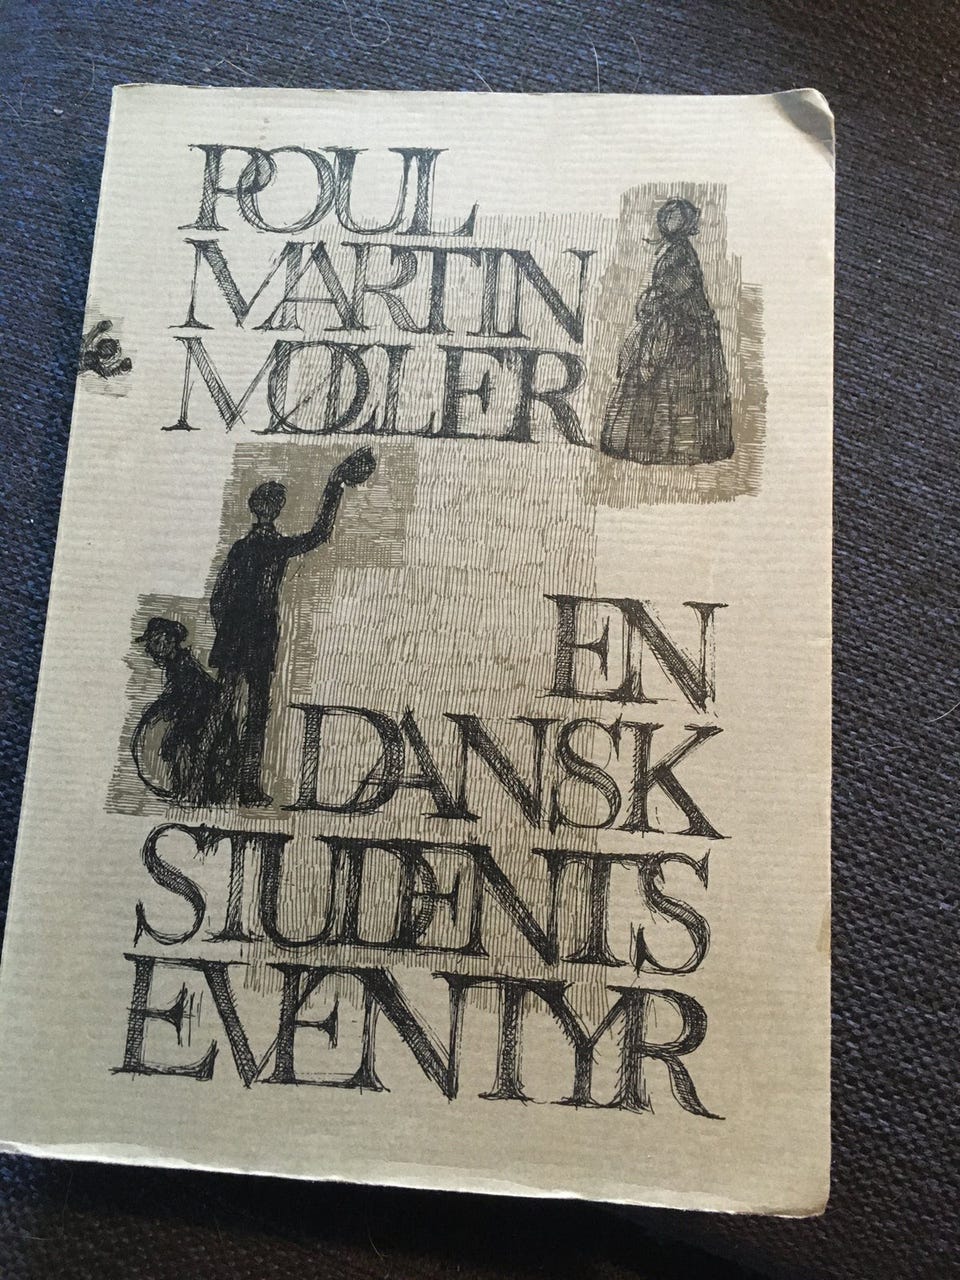 POUL
MARTIN
MØLLER
EN
DANSK
STUDENTS
EVENTYR